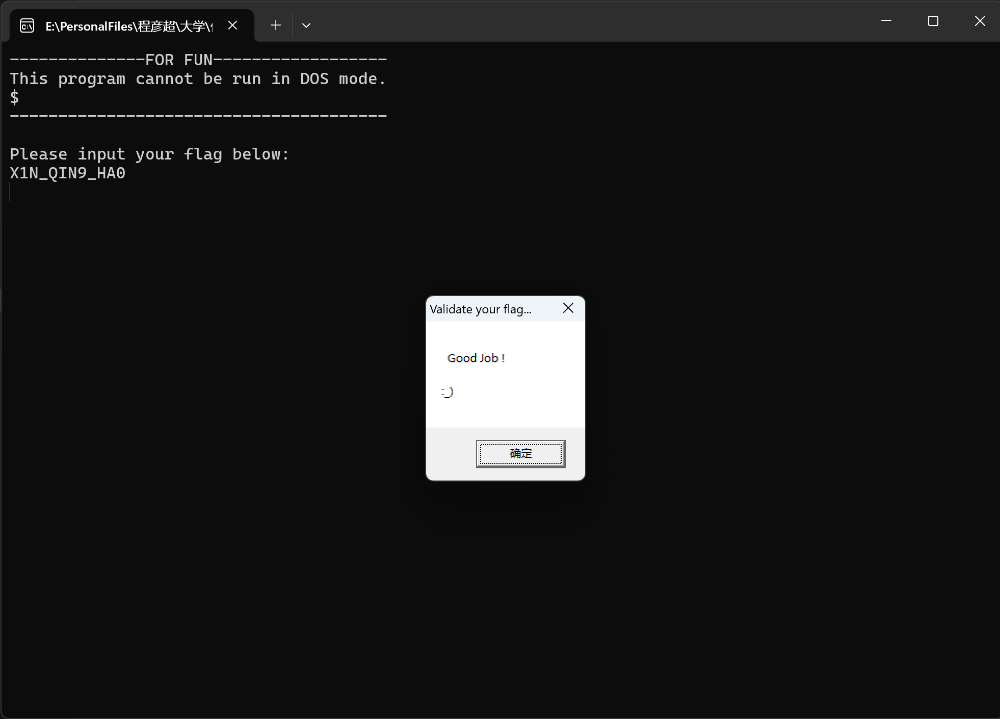 E:\PersonalFiles\程彦超\大学\
--------------FOR FUN------------------
This program cannot be run in DOS mode.
$
---------------------------------------
Please input your flag below:
X1N_QIN9_HA0
Validate your flag...
Good Job !
:_)
确定